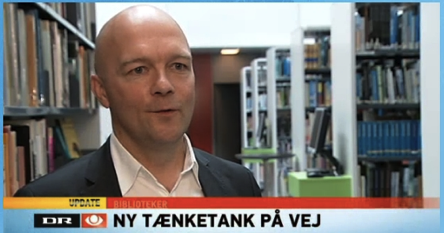 UPDATE BIBLIOTEKER
DR NY TÆNKETANK PÅ VEJ